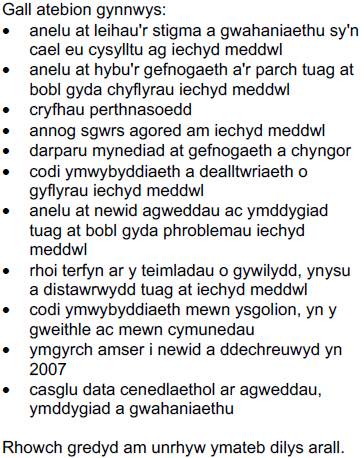 Gall atebion gynnwys:
• anelu at leihau'r stigma a gwahaniaethu sy'n
cael eu cysylltu ag iechyd meddwl
• anelu at hybu'r gefnogaeth a'r parch tuag at
bobl gyda chyflyrau iechyd meddwl
• cryfhau perthnasoedd
• annog sgwrs agored am iechyd meddwl
• darparu mynediad at gefnogaeth a chyngor
• codi ymwybyddiaeth a dealltwriaeth o
gyflyrau iechyd meddwl
• anelu at newid agweddau ac ymddygiad
tuag at bobl gyda phroblemau iechyd
meddwl
• rhoi terfyn ar y teimladau o gywilydd, ynysu
a distawrwydd tuag at iechyd meddwl
• codi ymwybyddiaeth mewn ysgolion, yn y
gweithle ac mewn cymunedau
• ymgyrch amser i newid a ddechreuwyd yn
2007
• casglu data cenedlaethol ar agweddau,
ymddygiad a gwahaniaethu
Rhowch gredyd am unrhyw ymateb dilys arall.